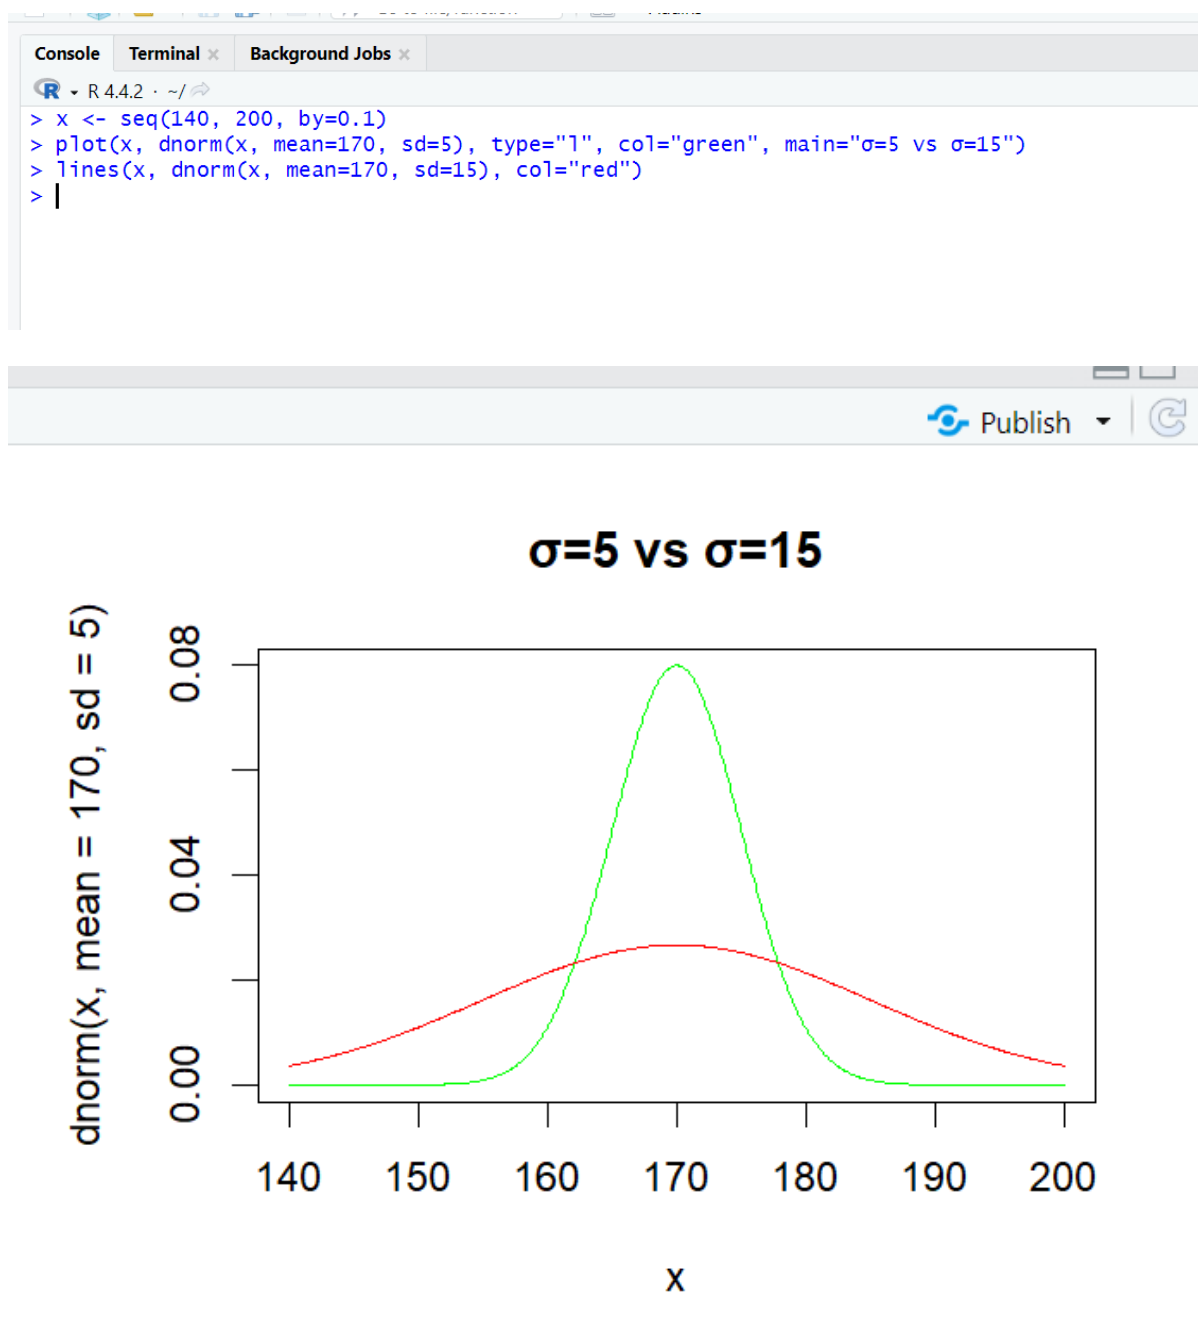 Console Terminal Background Jobs
R 4.4.2 · ~/
> x <- seq(140, 200, by=0.1)
> plot(x, dnorm(x, mean=170, sd=5), type="l", col="green", main="σ=5 vs σ=15")
> lines(x, dnorm(x, mean=170, sd=15), col="red")
>
Publish
σ=5 vs σ=15
dnorm(x, mean = 170, sd = 5)
0.08
0.04
0.00
140 150 160 170 180 190 200
x